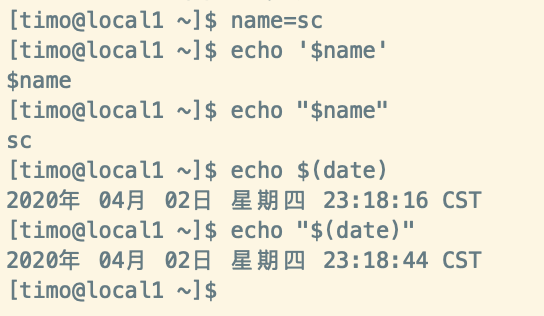 [timo@local1 ~]$ name=sc
[timo@local1 ~]$ echo '$name'
$name
[timo@local1 ~]$ echo "$name"
sc
[timo@local1 ~]$ echo $(date)
2020年 04月 02日 星期四 23:18:16 CST
[timo@local1 ~]$ echo "$(date)"
2020年 04月 02日 星期四 23:18:44 CST
[timo@local1 ~]$